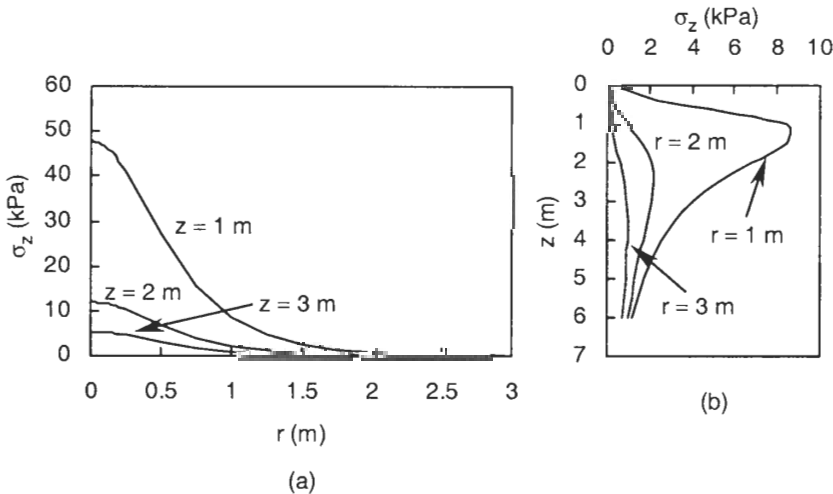 60
50
40
30
20
10
0
σz (kPa)
z = 1 m
z = 2 m
z = 3 m
0 0.5 1 1.5 2 2.5 3
r (m)
(a)
σz (kPa)
0 2 4 6 8 10
0
1
2
3
4
5
6
7
z (m)
r = 2 m
r = 1 m
r = 3 m
(b)